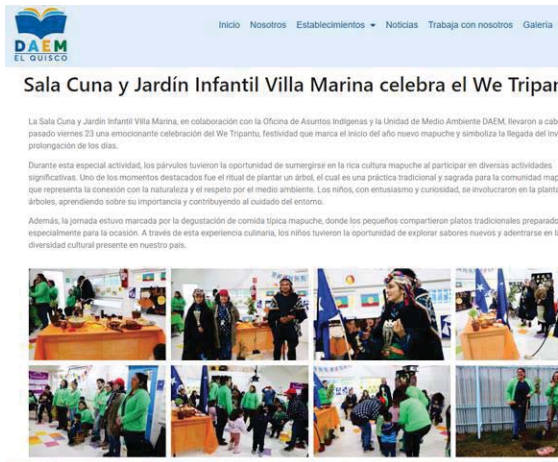 DAEM
EL QUISCO
Inicio Nosotros Establecimientos Noticias Trabaja con nosotros Galería
Sala Cuna y Jardín Infantil Villa Marina celebra el We Tripan
La Sala Cuna y Jardín Infantil Villa Marina, en colaboración con la Oficina de Asuntos Indígenas y la Unidad de Medio Ambiente DAEM, llevaron a cabo
pasado viernes 23 una emocionante celebración del We Tripantu, festividad que marca el inicio del año nuevo mapuche y simboliza la llegada del inv
prolongación de los días.
Durante esta especial actividad, los párvulos tuvieron la oportunidad de sumergirse en la rica cultura mapuche al participar en diversas actividades
significativas. Uno de los momentos destacados fue el ritual de plantar un árbol, el cual es una práctica tradicional y sagrada para la comunidad map
que representa la conexión con la naturaleza y el respeto por el medio ambiente. Los niños, con entusiasmo y curiosidad, se involucraron en la planta
árboles, aprendiendo sobre su importancia y contribuyendo al cuidado del entorno.
Además, la jornada estuvo marcada por la degustación de comida típica mapuche, donde los pequeños compartieron platos tradicionales preparado
especialmente para la ocasión. A través de esta experiencia culinaria, los niños tuvieron la oportunidad de explorar sabores nuevos y adentrarse en la
diversidad cultural presente en nuestro país.